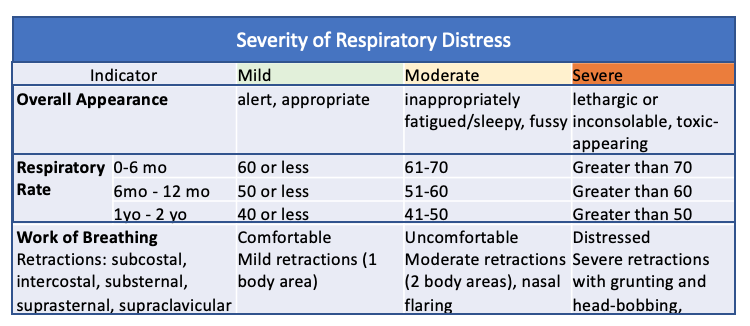 Severity of Respiratory Distress
Indicator Mild Moderate Severe
Overall Appearance alert, appropriate inappropriately lethargic or
fatigued/sleepy, fussy inconsolable, toxic-
appearing
Respiratory 0-6 mo 60 or less 61-70 Greater than 70
Rate 6mo - 12 mo 50 or less 51-60 Greater than 60
1yo - 2 yo 40 or less 41-50 Greater than 50
Work of Breathing Comfortable Uncomfortable Distressed
Retractions: subcostal, Mild retractions (1 Moderate retractions Severe retractions
intercostal, substernal, body area) (2 body areas), nasal with grunting and
suprasternal, supraclavicular flaring head-bobbing,